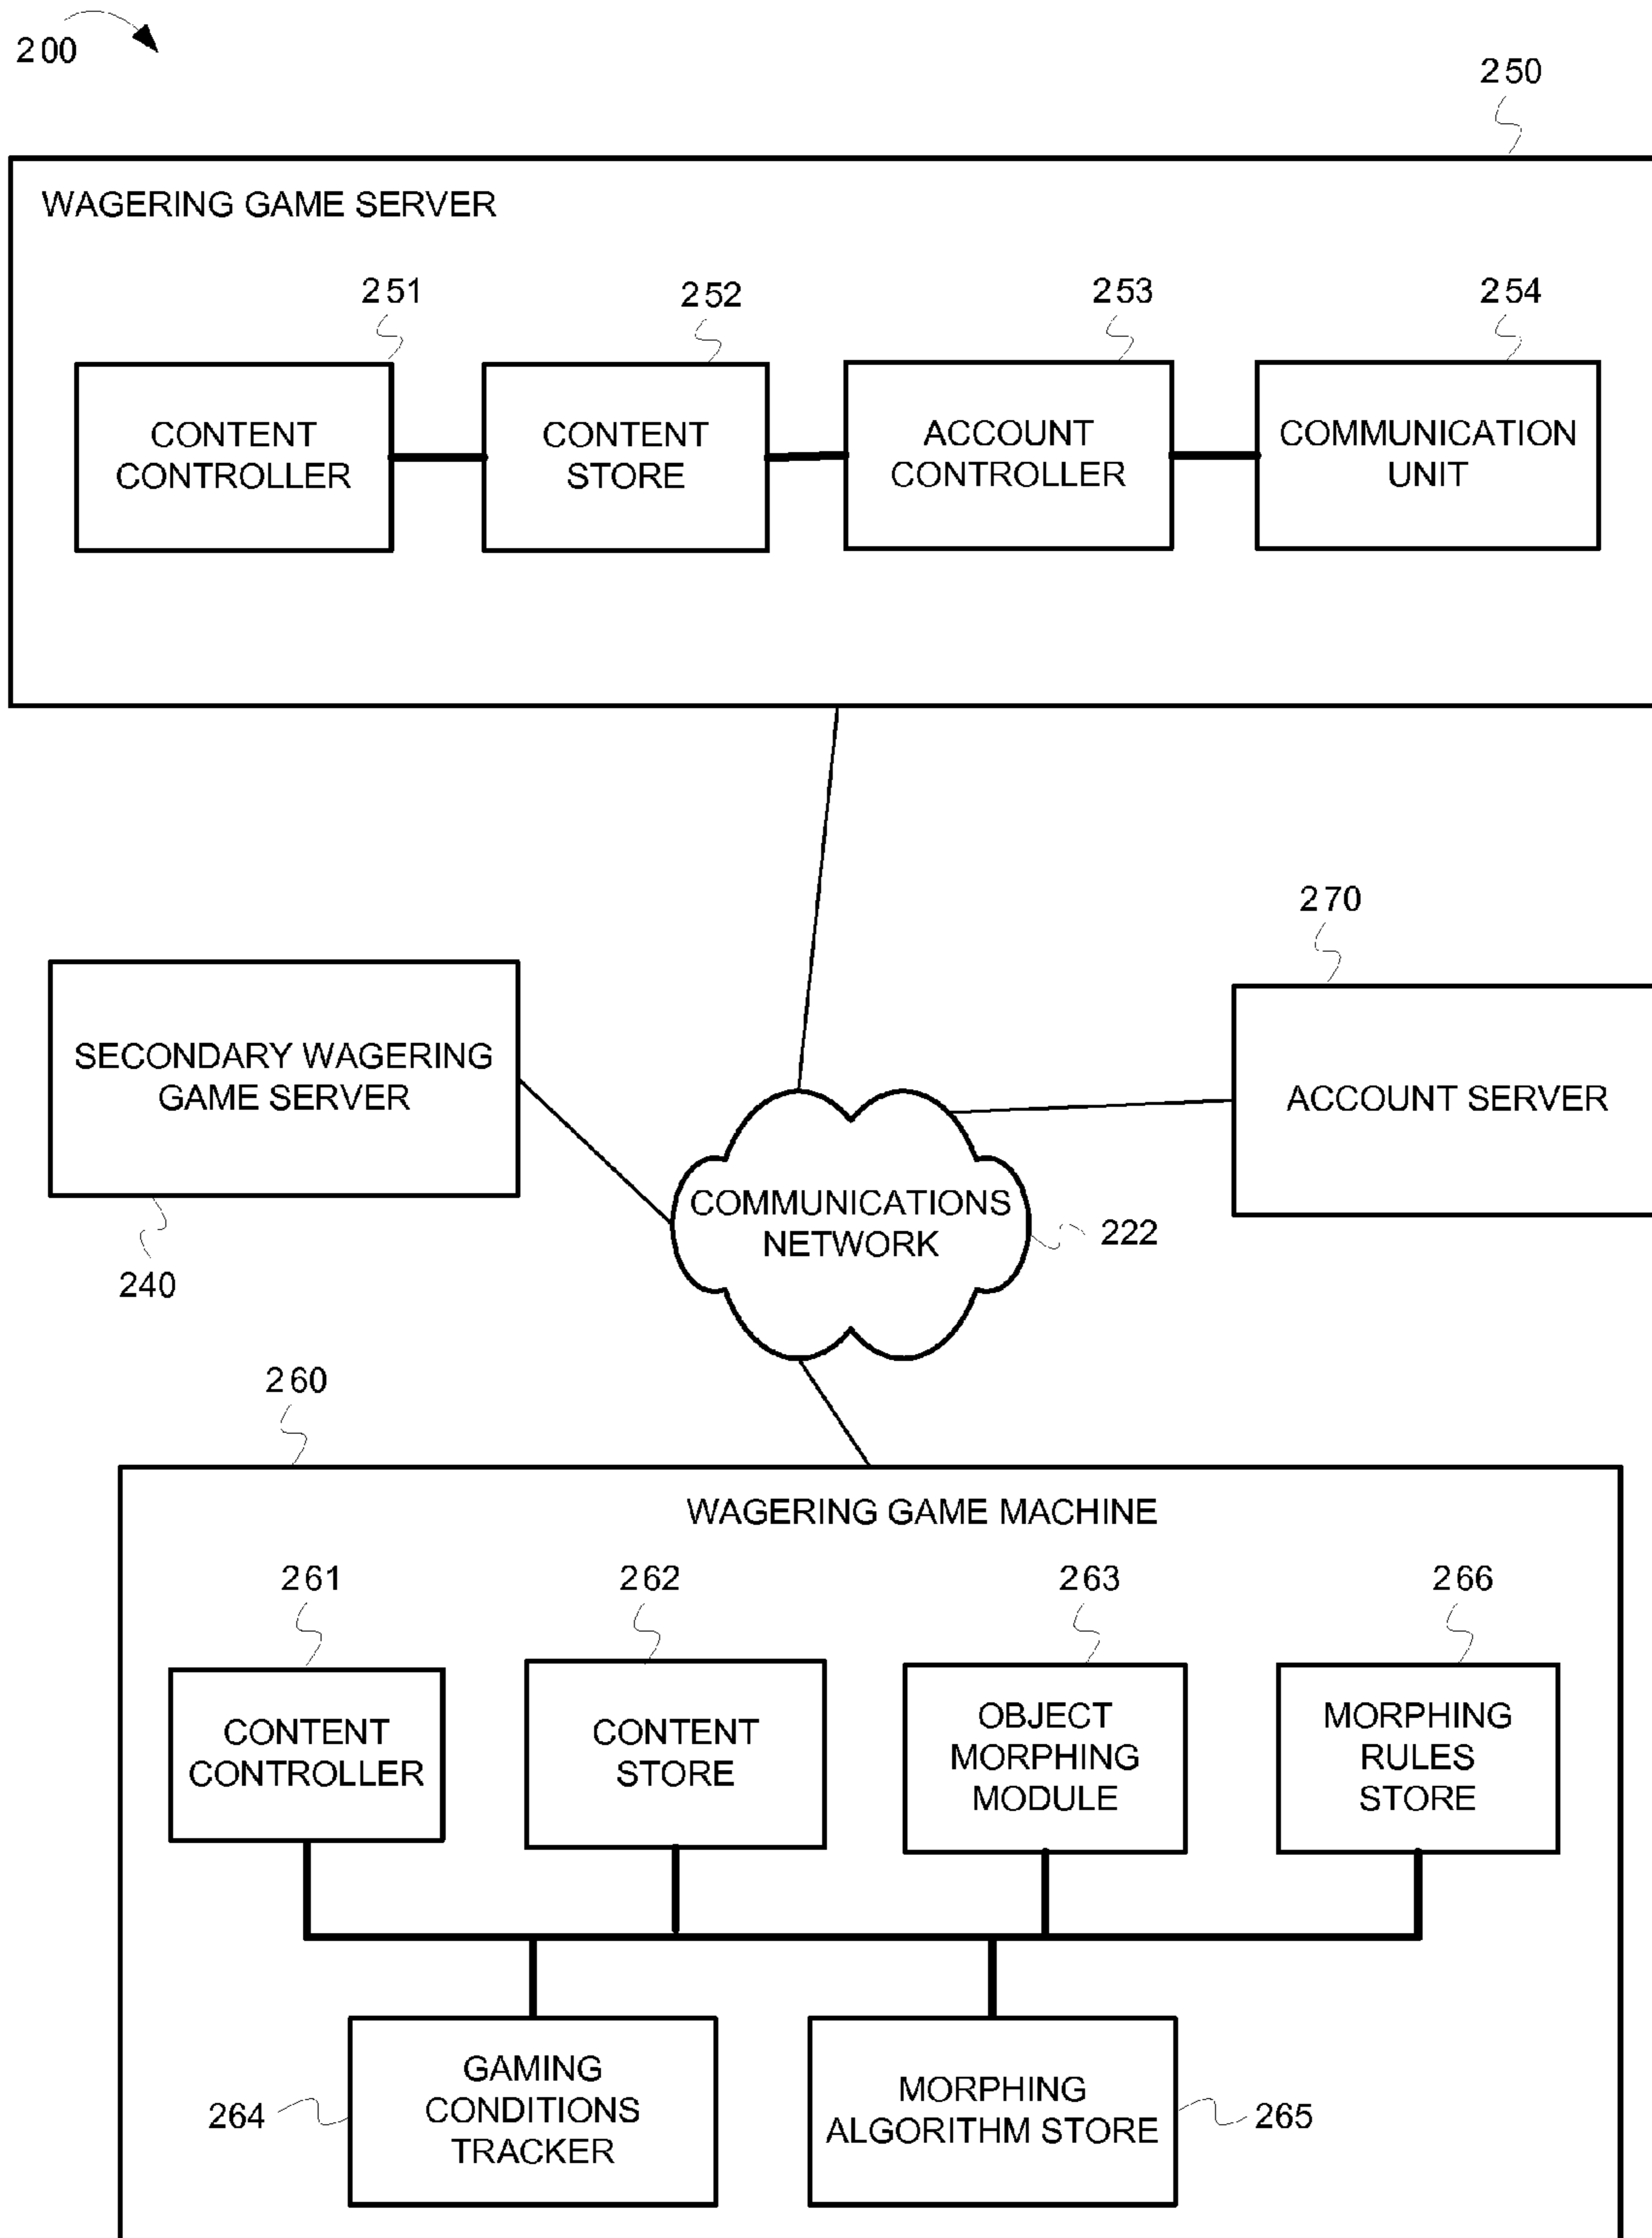 200
250
WAGERING GAME SERVER
251
252
253
254
CONTENT
CONTROLLER
CONTENT
STORE
ACCOUNT
CONTROLLER
COMMUNICATION
UNIT
270
SECONDARY WAGERING
GAME SERVER
ACCOUNT SERVER
COMMUNICATIONS
NETWORK
222
240
260
WAGERING GAME MACHINE
261
262
263
266
CONTENT
CONTROLLER
CONTENT
STORE
OBJECT
MORPHING
MODULE
MORPHING
RULES
STORE
GAMING
CONDITIONS
TRACKER
264
MORPHING
ALGORITHM STORE
265